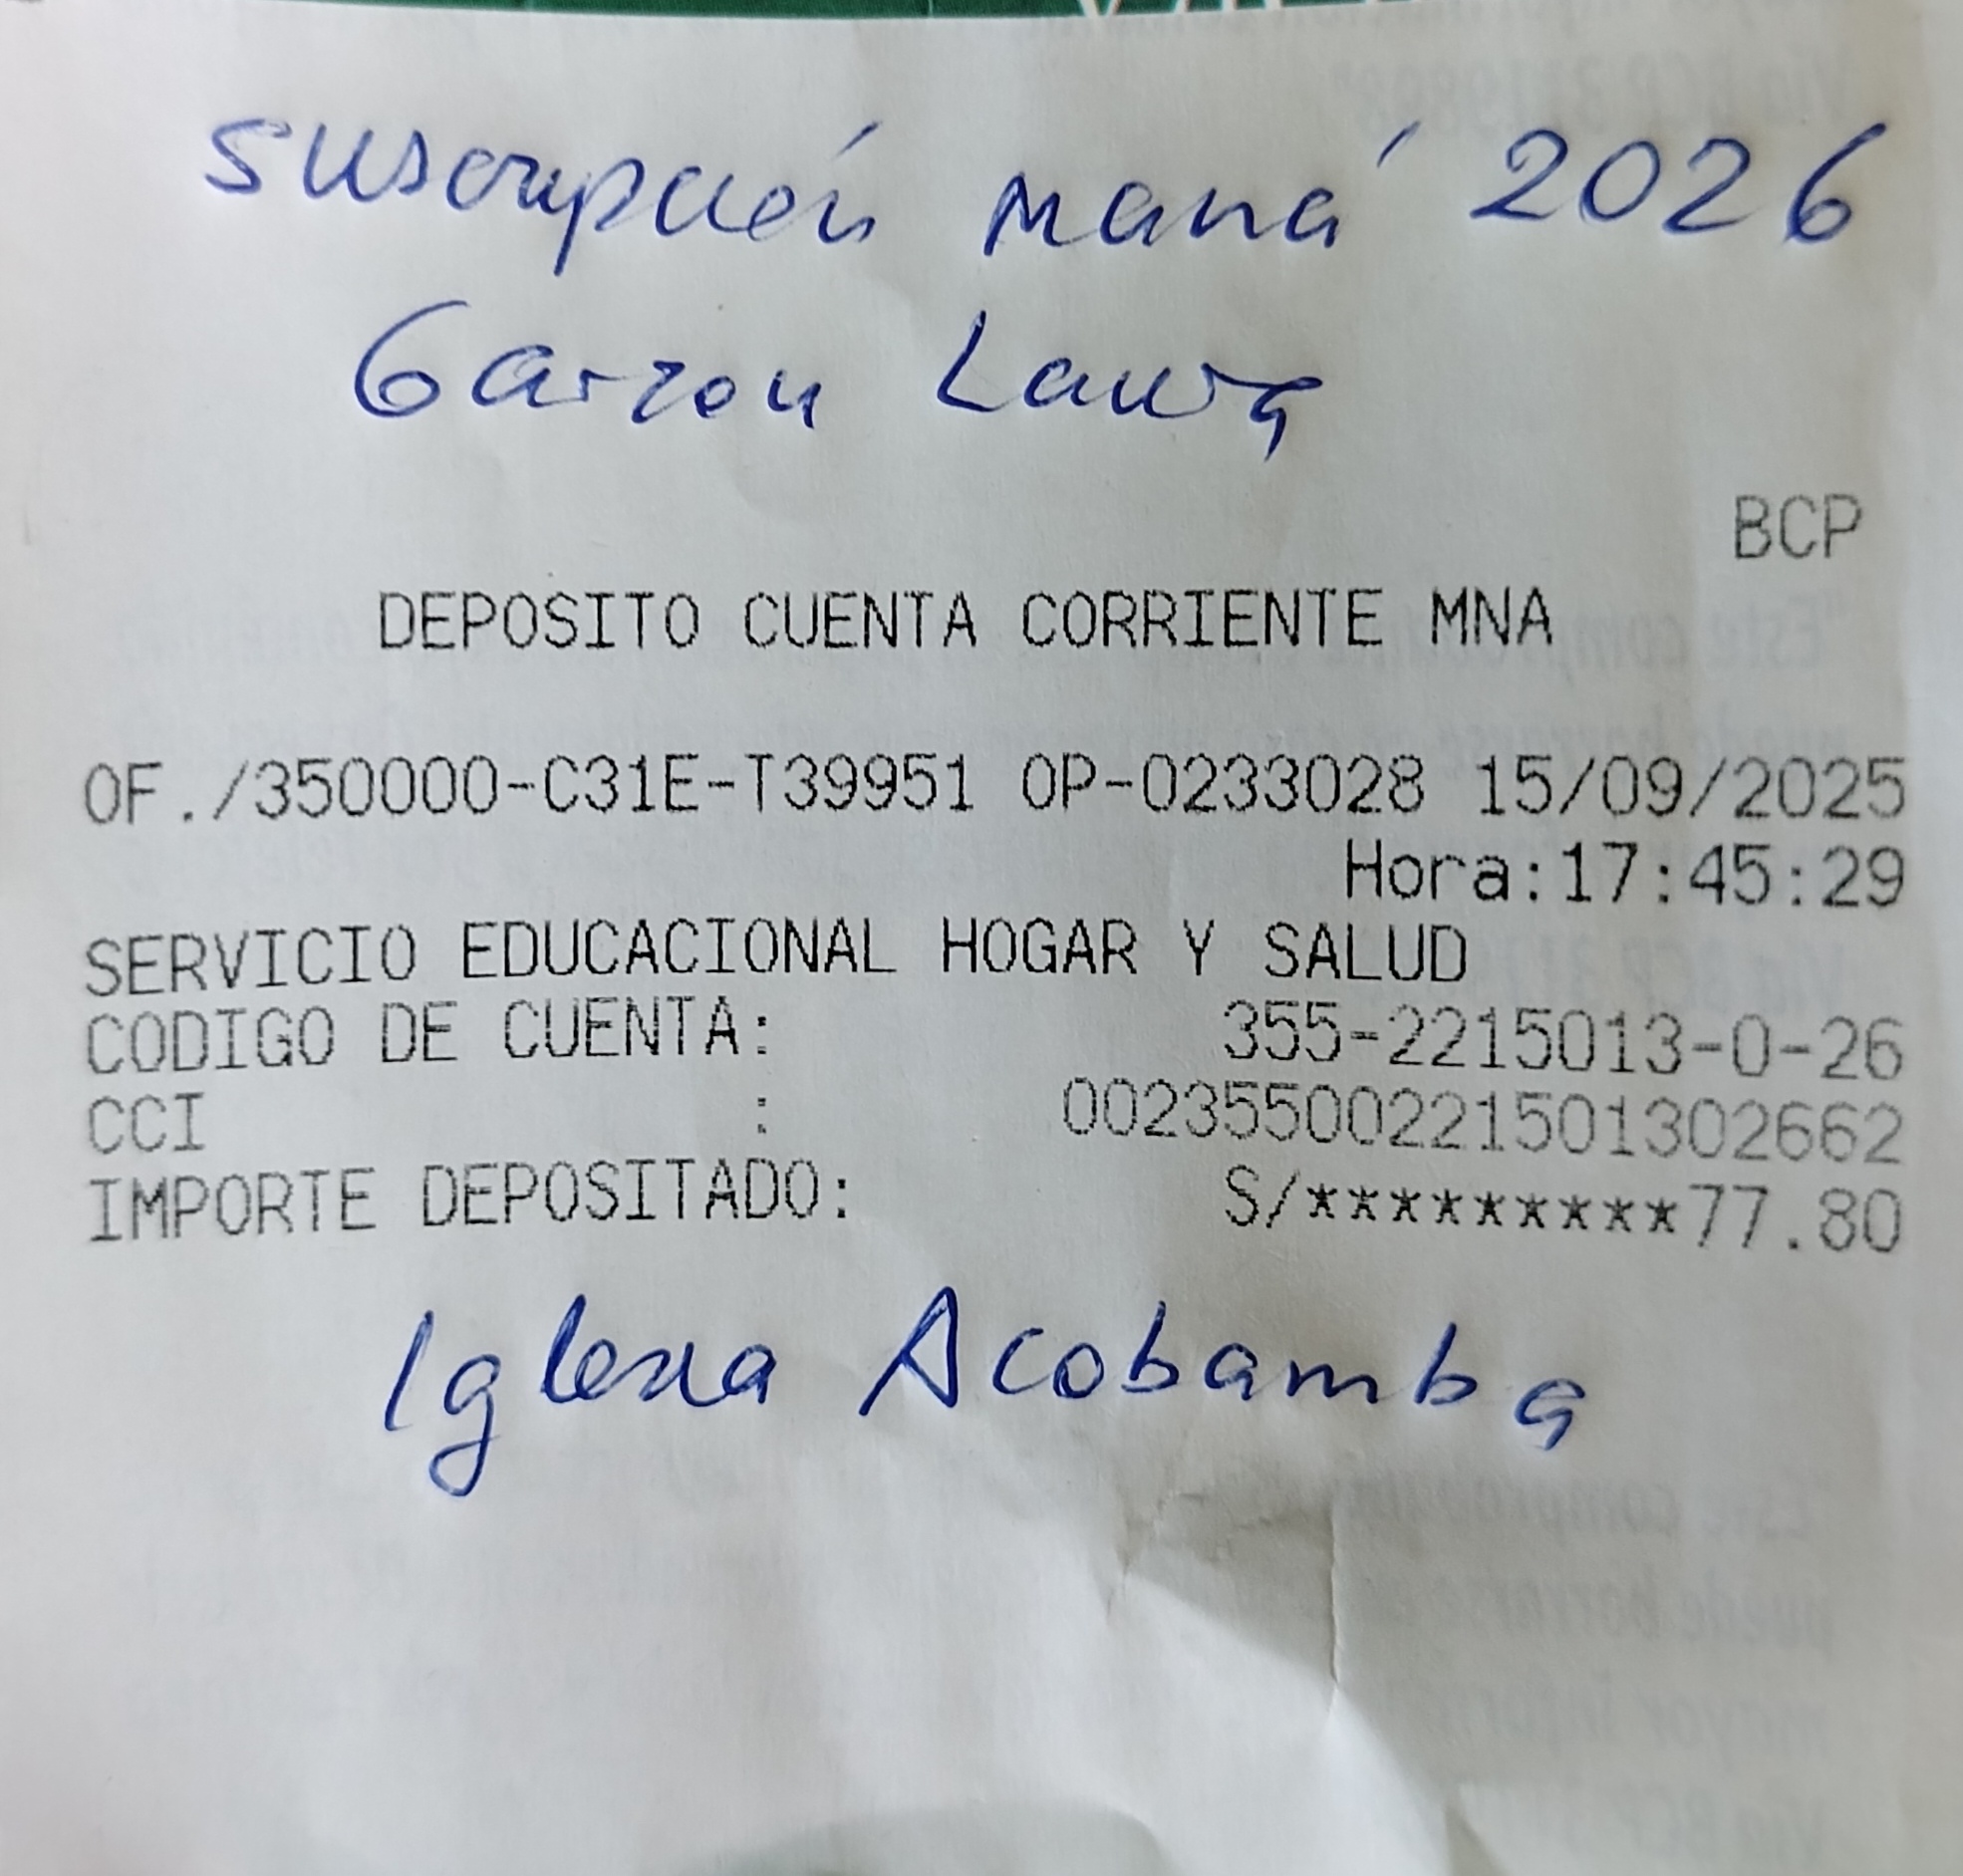 suscripción maná 2026
Garzon Laura
BCP
DEPOSITO CUENTA CORRIENTE MNA
OF./350000-C31E-T39951 OP-0233028 15/09/2025
Hora:17:45:29
SERVICIO EDUCACIONAL HOGAR Y SALUD
CODIGO DE CUENTA: 355-2215013-0-26
CCI : 00235500221501302662
IMPORTE DEPOSITADO: S/*********77.80
Iglesia Acobamba